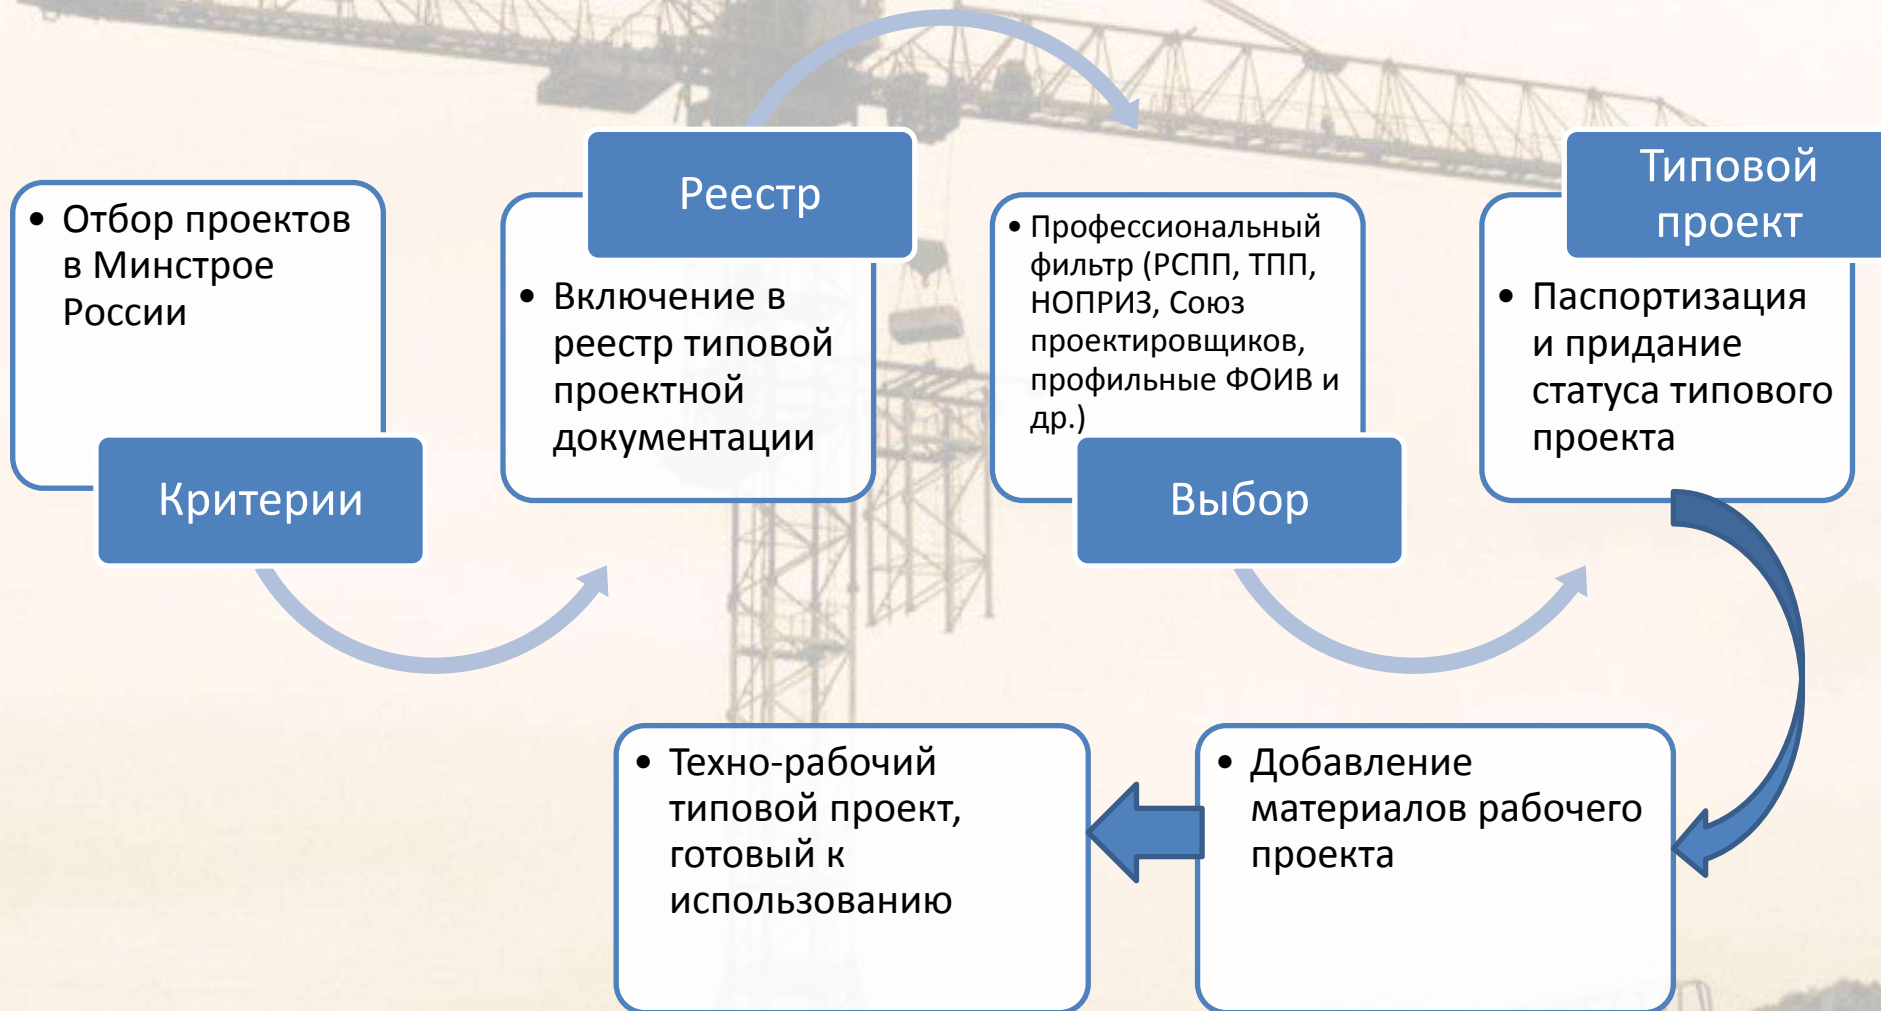 Отбор проектов
в Минстрое
России
Критерии
Реестр
Включение в
реестр типовой
проектной
документации
Профессиональный
фильтр (РСПП, ТПП,
НОПРИЗ, Союз
проектировщиков,
профильные ФОИВ и
др.)
Выбор
Типовой
проект
Паспортизация
и придание
статуса типового
проекта
Добавление
материалов рабочего
проекта
Техно-рабочий
типовой проект,
готовый к
использованию